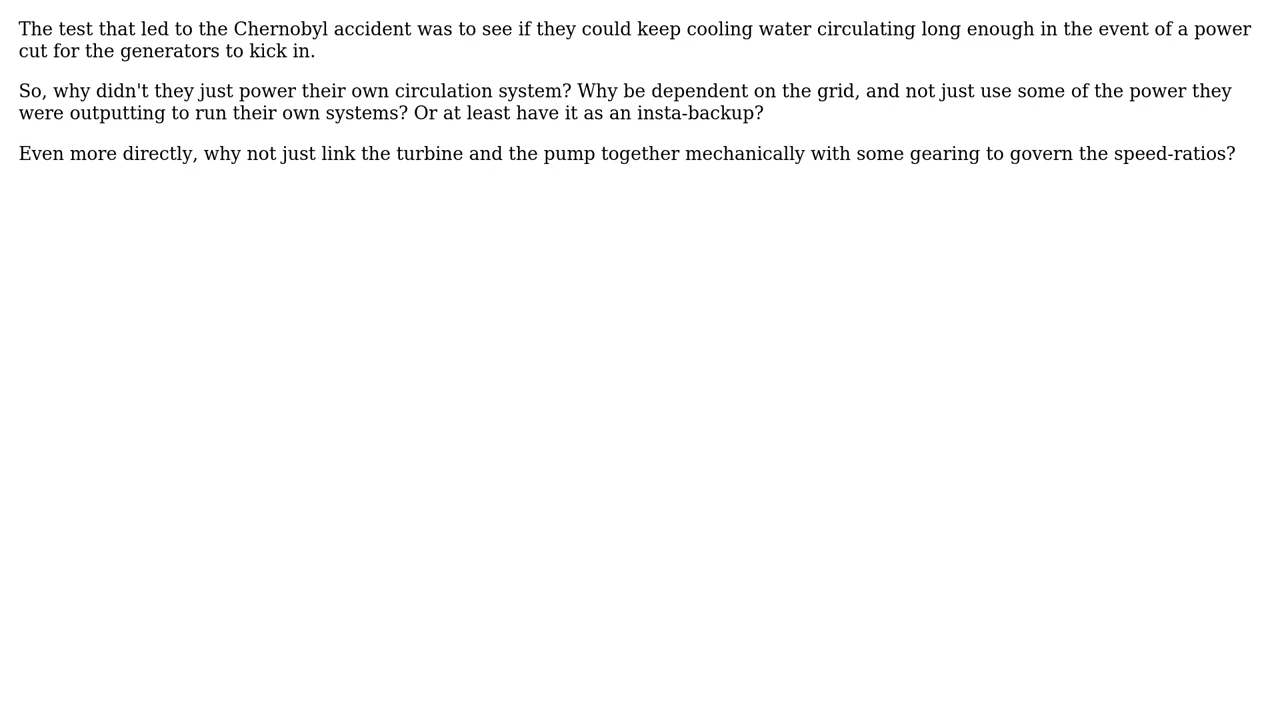 The test that led to the Chernobyl accident was to see if they could keep cooling water circulating long enough in the event of a power
cut for the generators to kick in.
So, why didn't they just power their own circulation system? Why be dependent on the grid, and not just use some of the power they
were outputting to run their own systems? Or at least have it as an insta-backup?
Even more directly, why not just link the turbine and the pump together mechanically with some gearing to govern the speed-ratios?